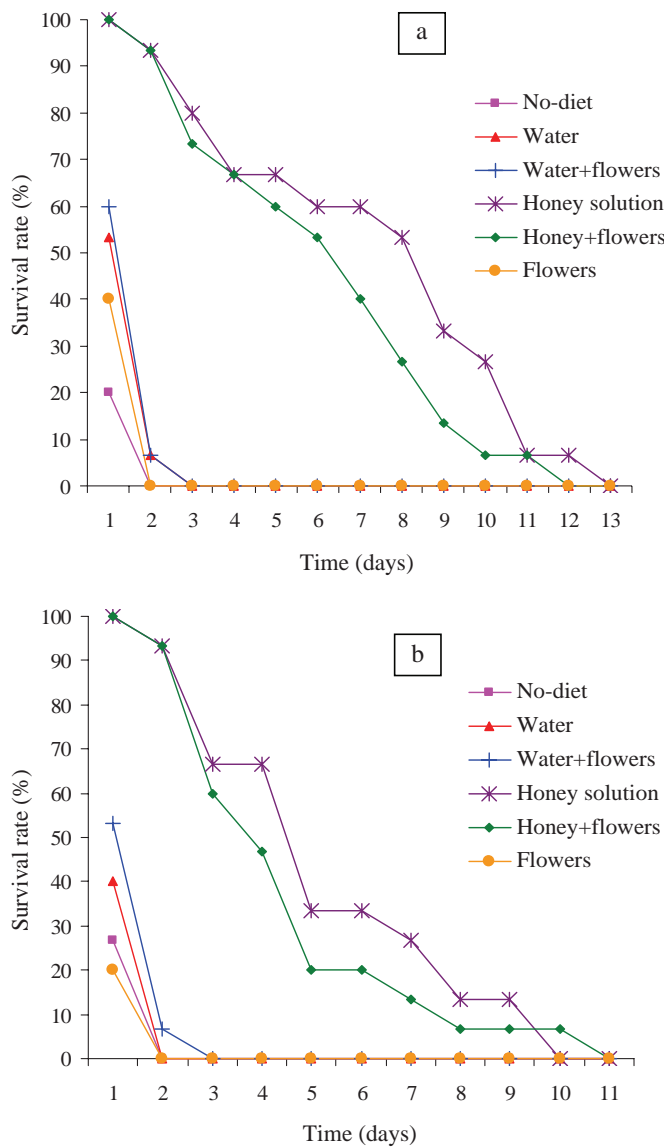 a
100
90
80
70
60
50
40
30
20
10
0
Survival rate (%)
No-diet
Water
Water+flowers
Honey solution
Honey+flowers
Flowers
1 2 3 4 5 6 7 8 9 10 11 12 13
Time (days)
b
100
90
80
70
60
50
40
30
20
10
0
Survival rate (%)
No-diet
Water
Water+flowers
Honey solution
Honey+flowers
Flowers
1 2 3 4 5 6 7 8 9 10 11
Time (days)